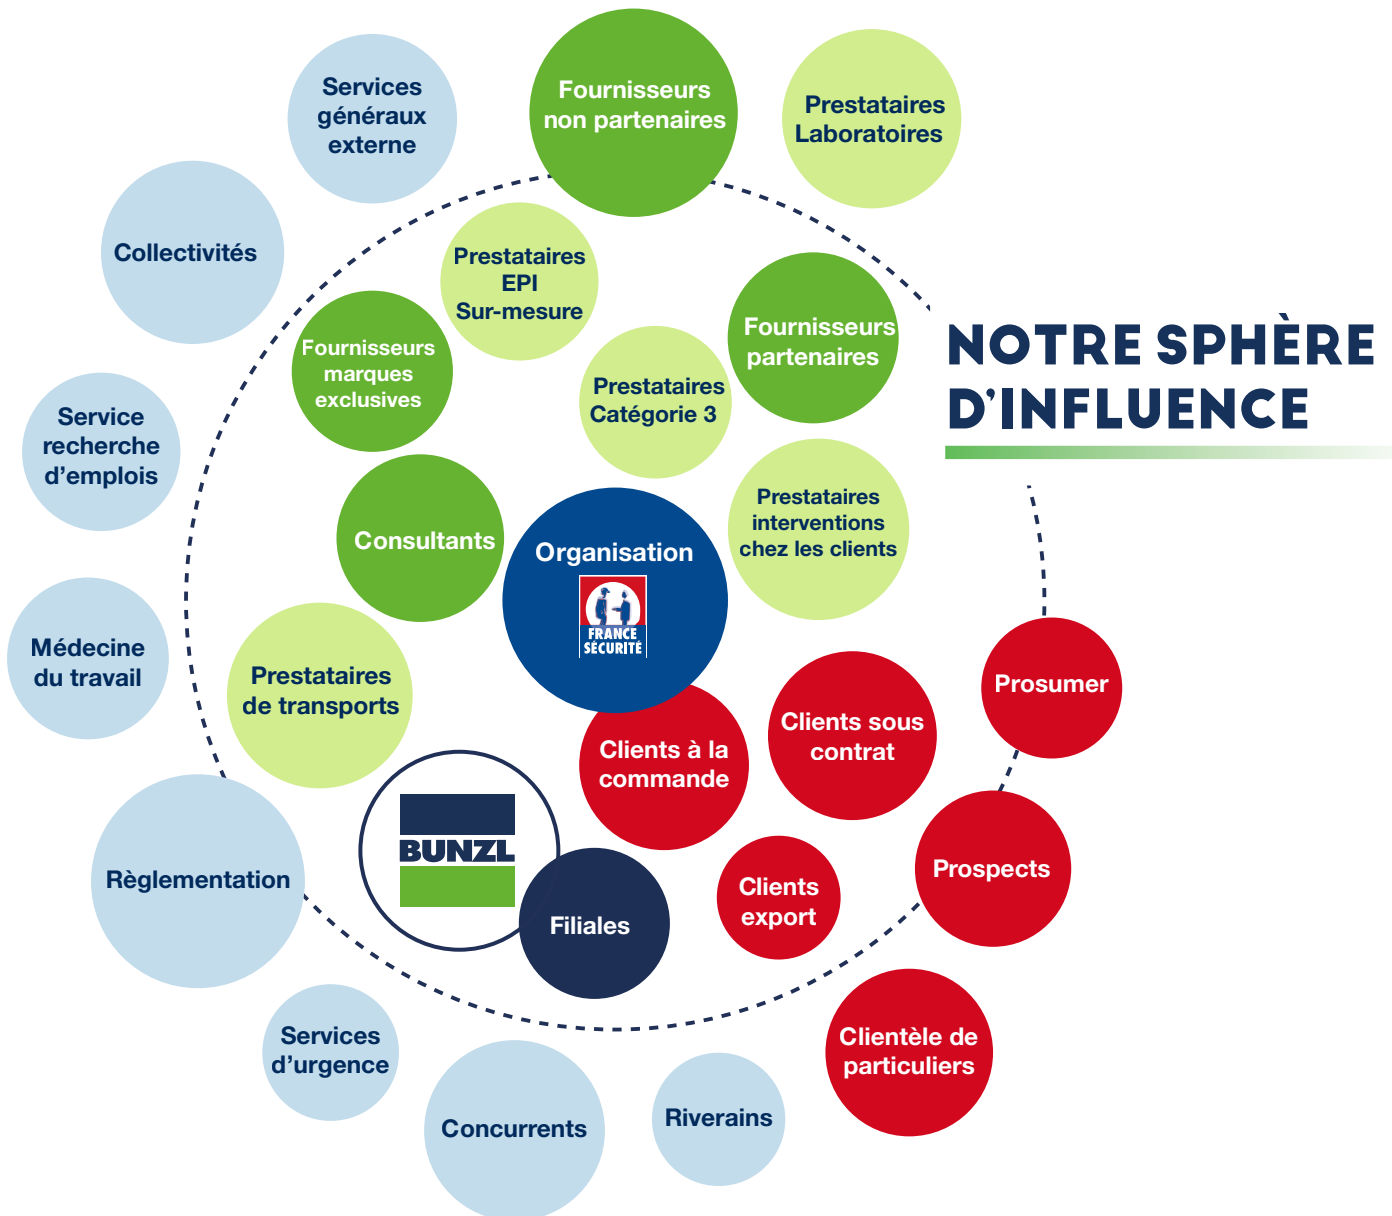 Services
généraux
externe
Fournisseurs
non partenaires
Prestataires
Laboratoires
Collectivités
Prestataires
EPI
Sur-mesure
Fournisseurs
partenaires
NOTRE SPHÈRE
D'INFLUENCE
Fournisseurs
marques
exclusives
Prestataires
Catégorie 3
Service
recherche
d'emplois
Consultants
Organisation
FRANCE
SÉCURITÉ
Prestataires
interventions
chez les clients
Médecine
du travail
Prestataires
de transports
Prosumer
Clients à la
commande
Clients sous
contrat
BUNZL
Règlementation
Filiales
Clients
export
Prospects
Services
d'urgence
Concurrents
Riverains
Clientèle de
particuliers